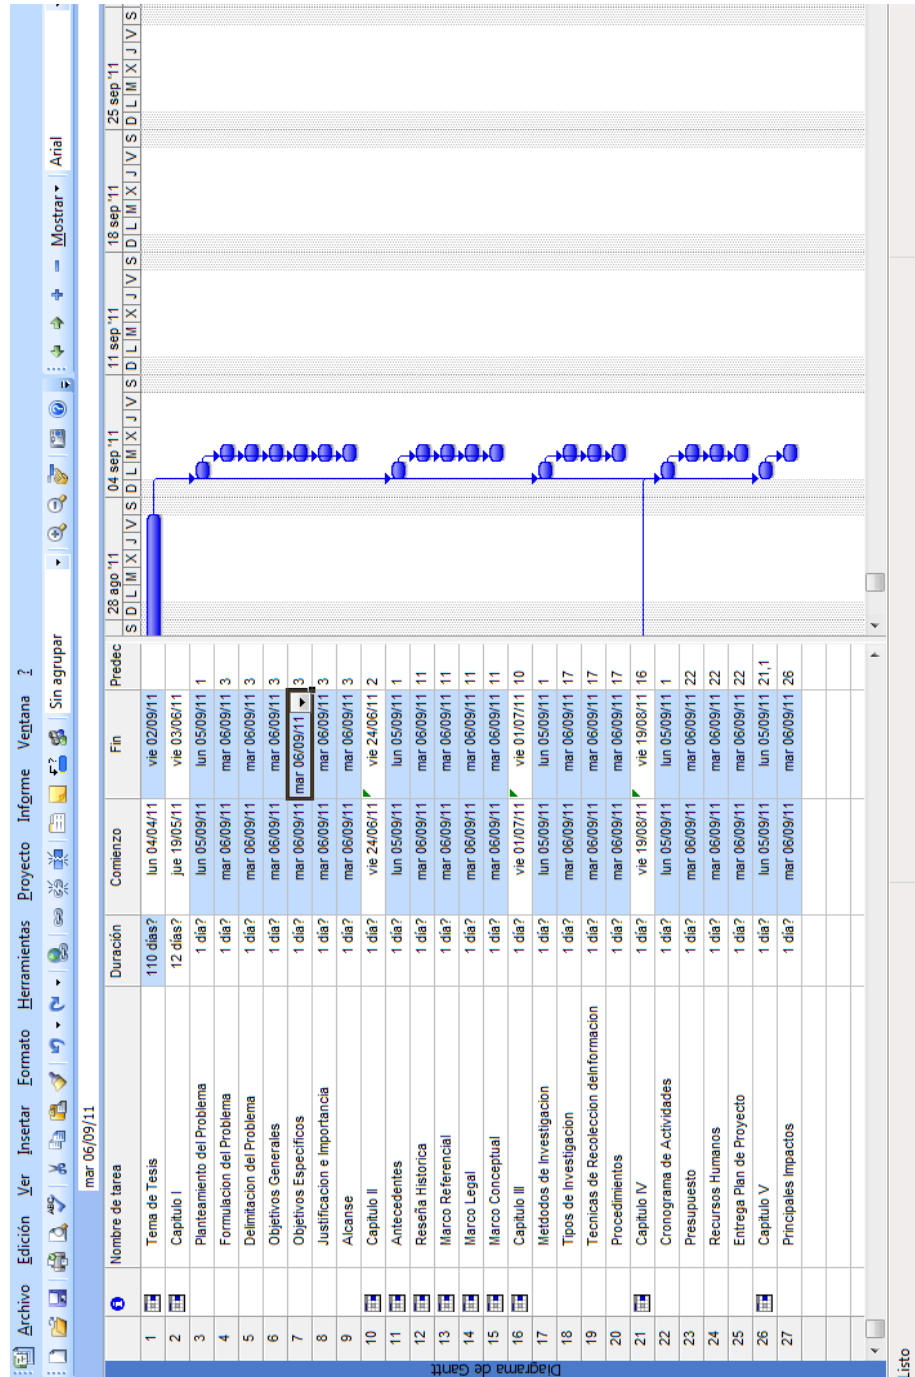 Archivo Edición Ver Insertar Formato Herramientas Proyecto Informe Ventana ?
Sin agrupar Mostrar Arial
mar 06/09/11
Nombre de tarea Duración Comienzo Fin Predec
28 ago '11 04 sep '11 11 sep '11 18 sep '11 25 sep '11
S D L M X J V S D L M X J V S D L M X J V S D L M X J V S D L M X J V S
1 Tema de Tesis 110 días? lun 04/04/11 vie 02/09/11
2 Capitulo I 12 días? jue 19/05/11 vie 03/06/11
3 Planteamiento del Problema 1 día? lun 05/09/11 lun 05/09/11 1
4 Formulacion del Problema 1 día? mar 06/09/11 mar 06/09/11 3
5 Delimitacion del Problema 1 día? mar 06/09/11 mar 06/09/11 3
6 Objetivos Generales 1 día? mar 06/09/11 mar 06/09/11 3
7 Objetivos Especificos 1 día? mar 06/09/11 mar 06/09/11 3
8 Justificacion e Importancia 1 día? mar 06/09/11 mar 06/09/11 3
9 Alcanse 1 día? mar 06/09/11 mar 06/09/11 3
10 Capitulo II 1 día? vie 24/06/11 vie 24/06/11 2
11 Antecedentes 1 día? lun 05/09/11 lun 05/09/11 1
12 Reseña Historica 1 día? mar 06/09/11 mar 06/09/11 11
13 Marco Referencial 1 día? mar 06/09/11 mar 06/09/11 11
14 Marco Legal 1 día? mar 06/09/11 mar 06/09/11 11
15 Marco Conceptual 1 día? mar 06/09/11 mar 06/09/11 11
16 Capitulo III 1 día? vie 01/07/11 vie 01/07/11 10
17 Metdodos de Investigacion 1 día? lun 05/09/11 lun 05/09/11 1
18 Tipos de Investigacion 1 día? mar 06/09/11 mar 06/09/11 17
19 Tecnicas de Recoleccion deInformacion 1 día? mar 06/09/11 mar 06/09/11 17
20 Procedimientos 1 día? mar 06/09/11 mar 06/09/11 17
21 Capitulo IV 1 día? vie 19/08/11 vie 19/08/11 16
22 Cronograma de Actividades 1 día? lun 05/09/11 lun 05/09/11 1
23 Presupuesto 1 día? mar 06/09/11 mar 06/09/11 22
24 Recursos Humanos 1 día? mar 06/09/11 mar 06/09/11 22
25 Entrega Plan de Proyecto 1 día? mar 06/09/11 mar 06/09/11 22
26 Capitulo V 1 día? lun 05/09/11 lun 05/09/11 21,1
27 Principales Impactos 1 día? mar 06/09/11 mar 06/09/11 26
Diagrama de Gantt
Listo